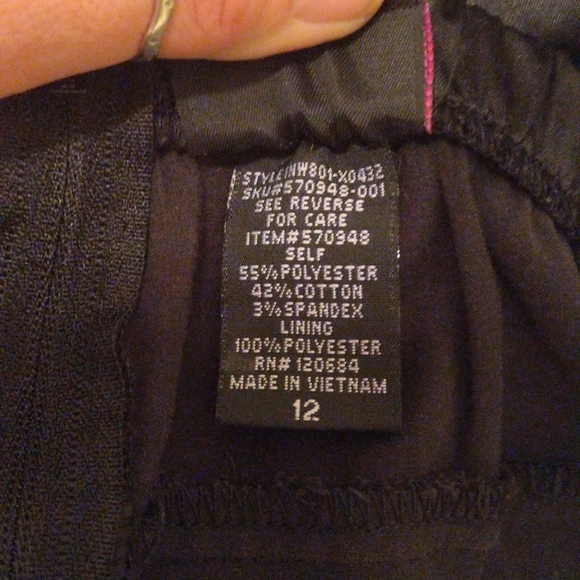 STYLE#NW801-X0432
SKU#570948-001
SEE REVERSE
FOR CARE
ITEM#570948
SELF
55%POLYESTER
42%COTTON
3%SPANDEX
LINING
100%POLYESTER
RN# 120684
MADE IN VIETNAM
12